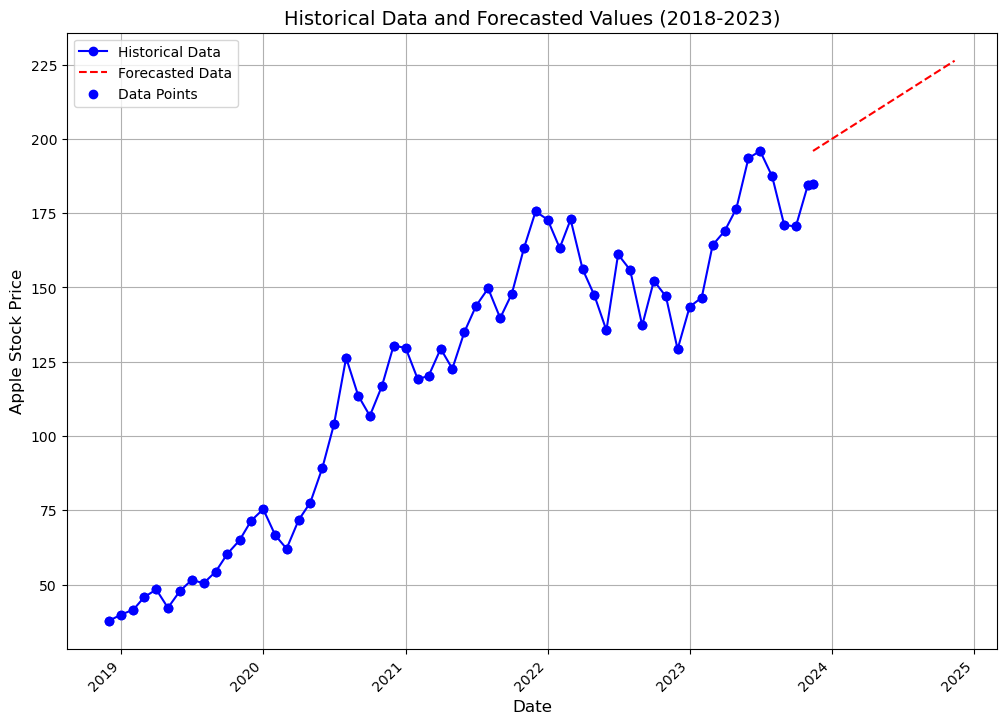 Historical Data and Forecasted Values (2018-2023)
Historical Data
Forecasted Data
Data Points
225
200
175
150
125
100
75
50
Apple Stock Price
2019
2020
2021
2022
2023
2024
2025
Date